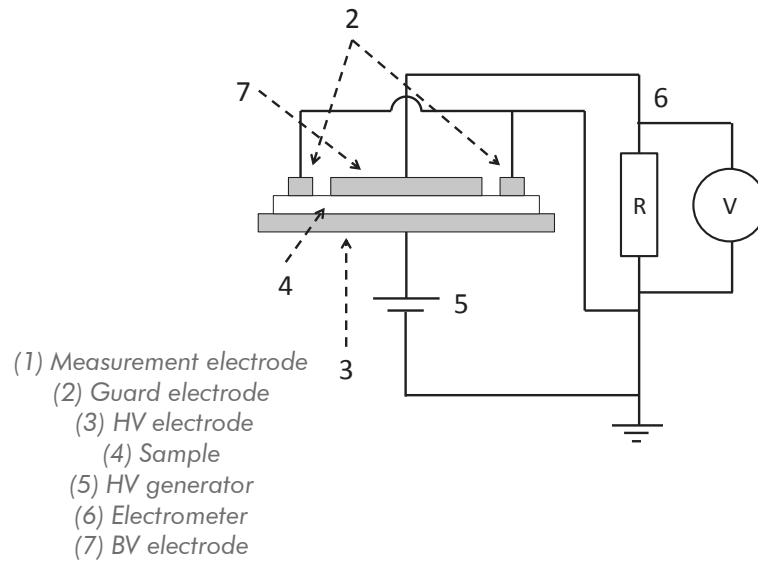 2
7
6
R
V
4
5
3
(1) Measurement electrode
(2) Guard electrode
(3) HV electrode
(4) Sample
(5) HV generator
(6) Electrometer
(7) BV electrode